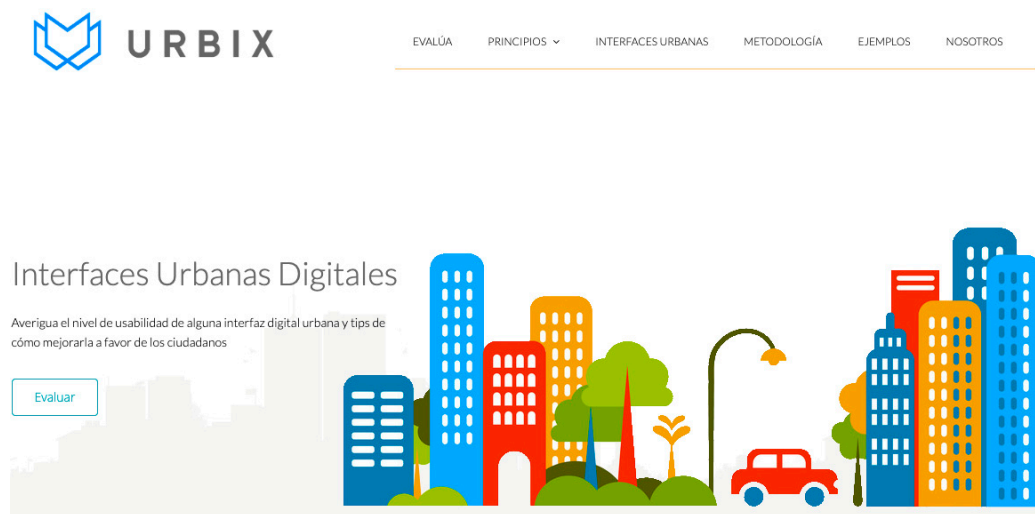 URBIX
EVALÚA PRINCIPIOS INTERFACES URBANAS METODOLOGÍA EJEMPLOS NOSOTROS
Interfaces Urbanas Digitales
Averigua el nivel de usabilidad de alguna interfaz digital urbana y tips de
cómo mejorarla a favor de los ciudadanos
Evaluar